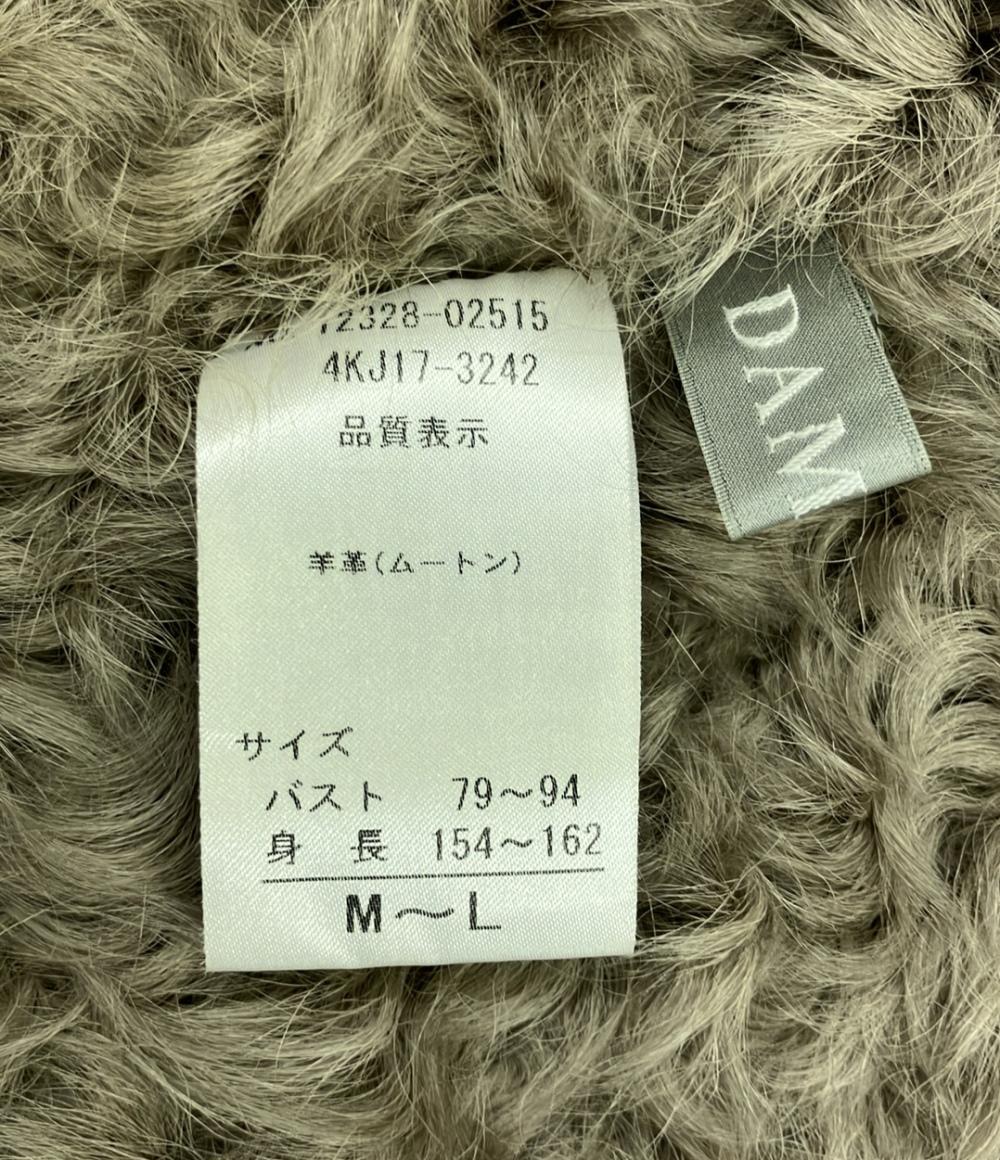 12328-02515
4KJ17-3242
品質表示
羊革(ムートン)
サイズ
バスト 79～94
身 長 154～162
M～L
DAM